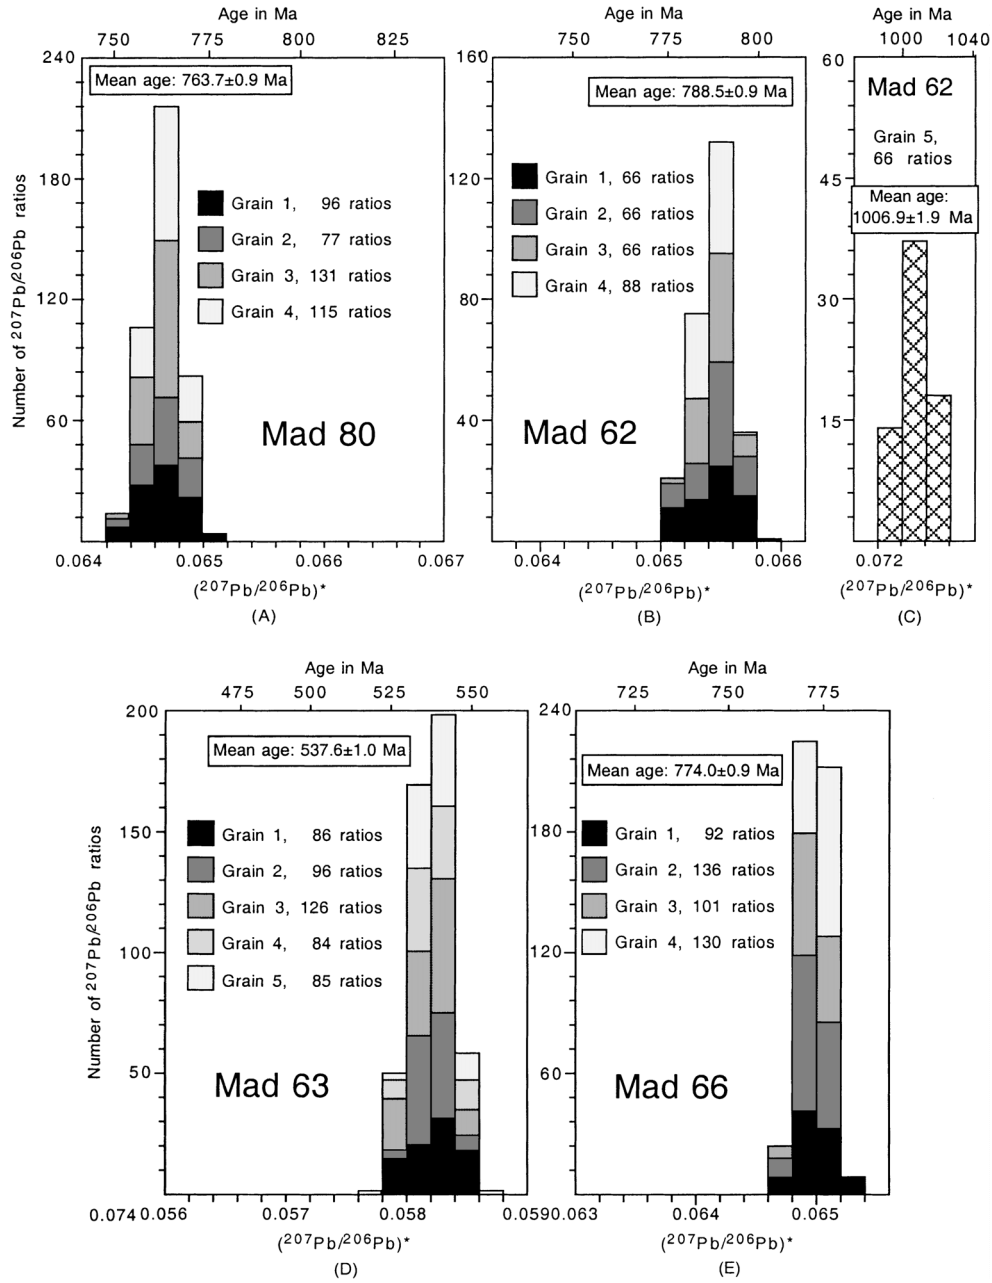 Age in Ma
750 775 800 825
240
180
120
60
Number of 207Pb/206Pb ratios
Mean age: 763.7±0.9 Ma
Grain 1, 96 ratios
Grain 2, 77 ratios
Grain 3, 131 ratios
Grain 4, 115 ratios
Mad 80
0.064 0.065 0.066 0.067
(207Pb/206Pb)*
(A)
Age in Ma
750 775 800
160
120
80
40
Mean age: 788.5±0.9 Ma
Grain 1, 66 ratios
Grain 2, 66 ratios
Grain 3, 66 ratios
Grain 4, 88 ratios
Mad 62
0.064 0.065 0.066
(207Pb/206Pb)*
(B)
Age in Ma
1000 1040
60
45
30
15
Mad 62
Grain 5,
66 ratios
Mean age:
1006.9±1.9 Ma
0.072
(207Pb/206Pb)*
(C)
Age in Ma
475 500 525 550
200
150
100
50
Number of 207Pb/206Pb ratios
Mean age: 537.6±1.0 Ma
Grain 1, 86 ratios
Grain 2, 96 ratios
Grain 3, 126 ratios
Grain 4, 84 ratios
Grain 5, 85 ratios
Mad 63
0.074 0.056 0.057 0.058 0.059
(207Pb/206Pb)*
(D)
Age in Ma
725 750 775
240
180
120
60
Mean age: 774.0±0.9 Ma
Grain 1, 92 ratios
Grain 2, 136 ratios
Grain 3, 101 ratios
Grain 4, 130 ratios
Mad 66
0.063 0.064 0.065
(207Pb/206Pb)*
(E)